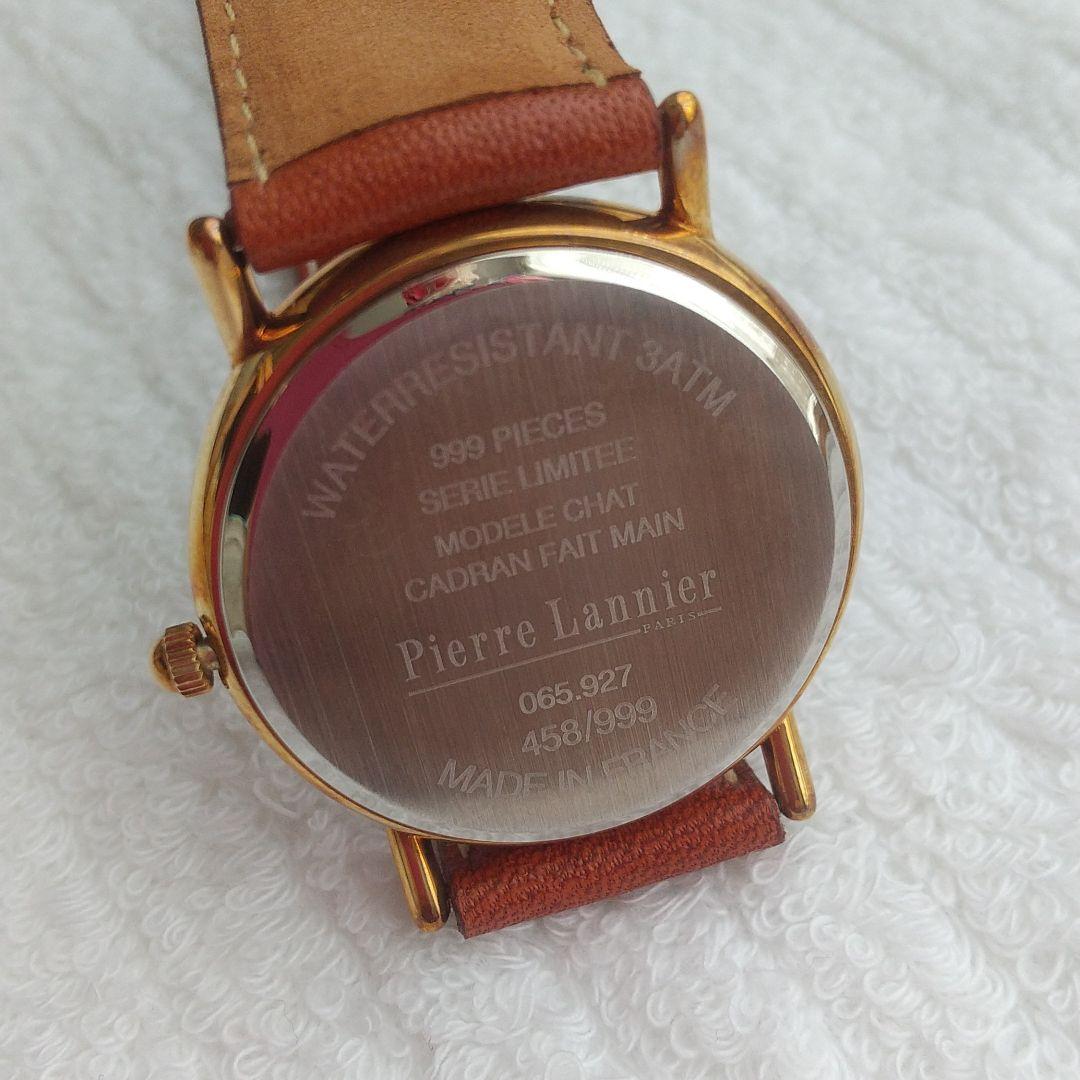 WATERRESISTANT 3ATM
999 PIECES
SERIE LIMITEE
MODELE CHAT
CADRAN FAIT MAIN
Pierre Lannier
PARIS
065.927
458/999
MADE IN FRANCE